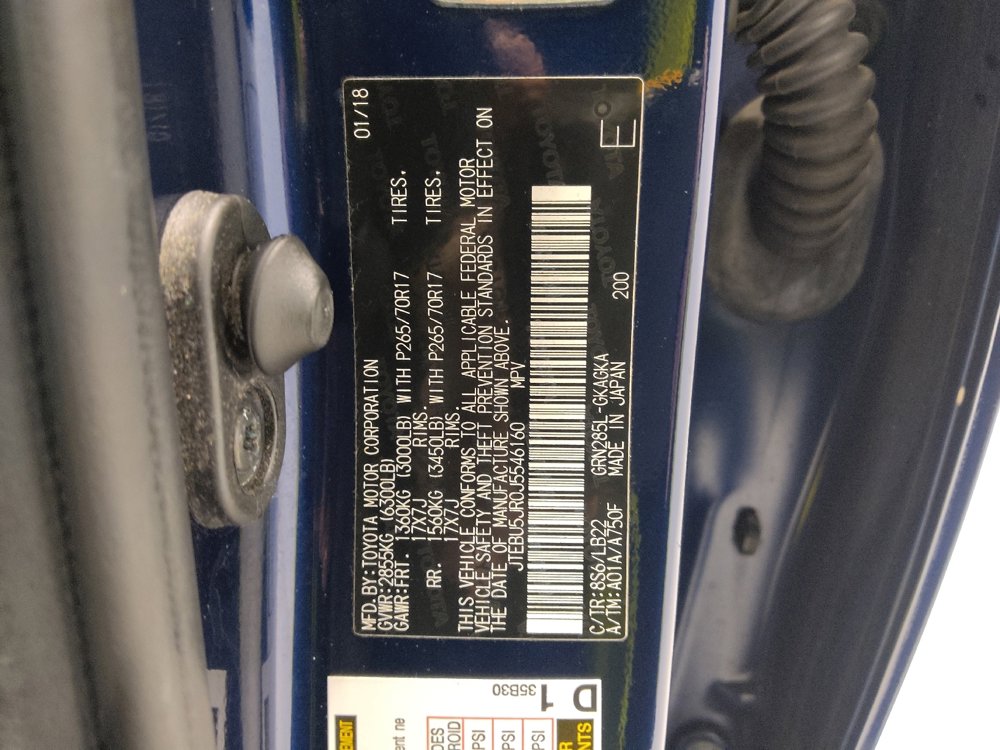 MFD. BY: TOYOTA MOTOR CORPORATION 01/18
GVWR: 2855KG (6300LB)
GAWR: FRT. 1360KG (3000LB) WITH P265/70R17 TIRES.
17X7J RIMS.
RR. 1560KG (3450LB) WITH P265/70R17 TIRES.
17X7J RIMS.
THIS VEHICLE CONFORMS TO ALL APPLICABLE FEDERAL MOTOR
VEHICLE SAFETY AND THEFT PREVENTION STANDARDS IN EFFECT ON
THE DATE OF MANUFACTURE SHOWN ABOVE.
JTEBU5JR0J5546160 MPV
C/TR: 8S6/LB22 GRN285L-GKAGKA
A/TM: A01A/A750F MADE IN JAPAN 200
E
D 1
35B30